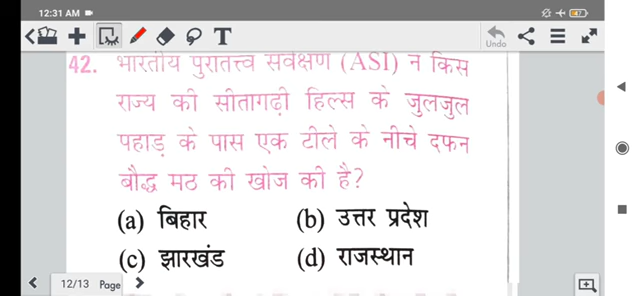 12:31 AM
47
Undo
42. भारतीय पुरातत्त्व सर्वेक्षण (ASI) न किस
राज्य की सीतागढ़ी हिल्स के जुलजुल
पहाड़ के पास एक टीले के नीचे दफन
बौद्ध मठ की खोज की है?
(a) बिहार (b) उत्तर प्रदेश
(c) झारखंड (d) राजस्थान
12/13 Page